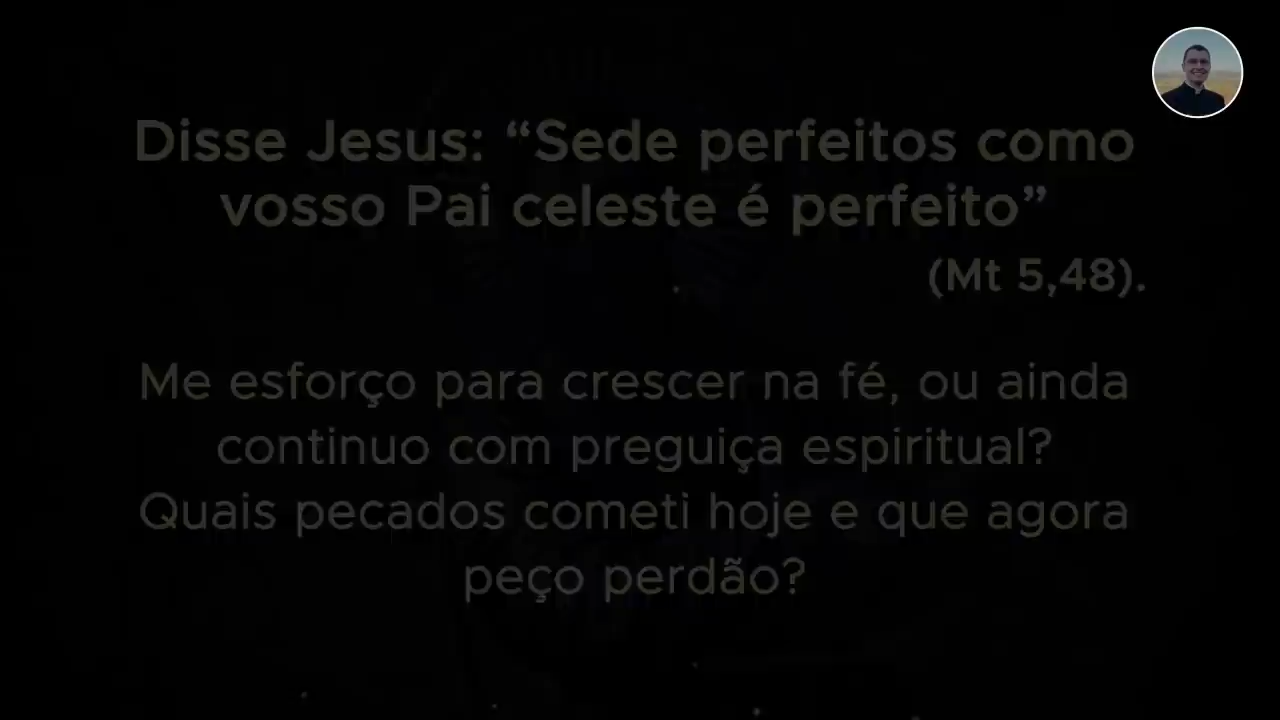 Disse Jesus: “Sede perfeitos como
vosso Pai celeste é perfeito”
(Mt 5,48).
Me esforço para crescer na fé, ou ainda
continuo com preguiça espiritual?
Quais pecados cometi hoje e que agora
peço perdão?